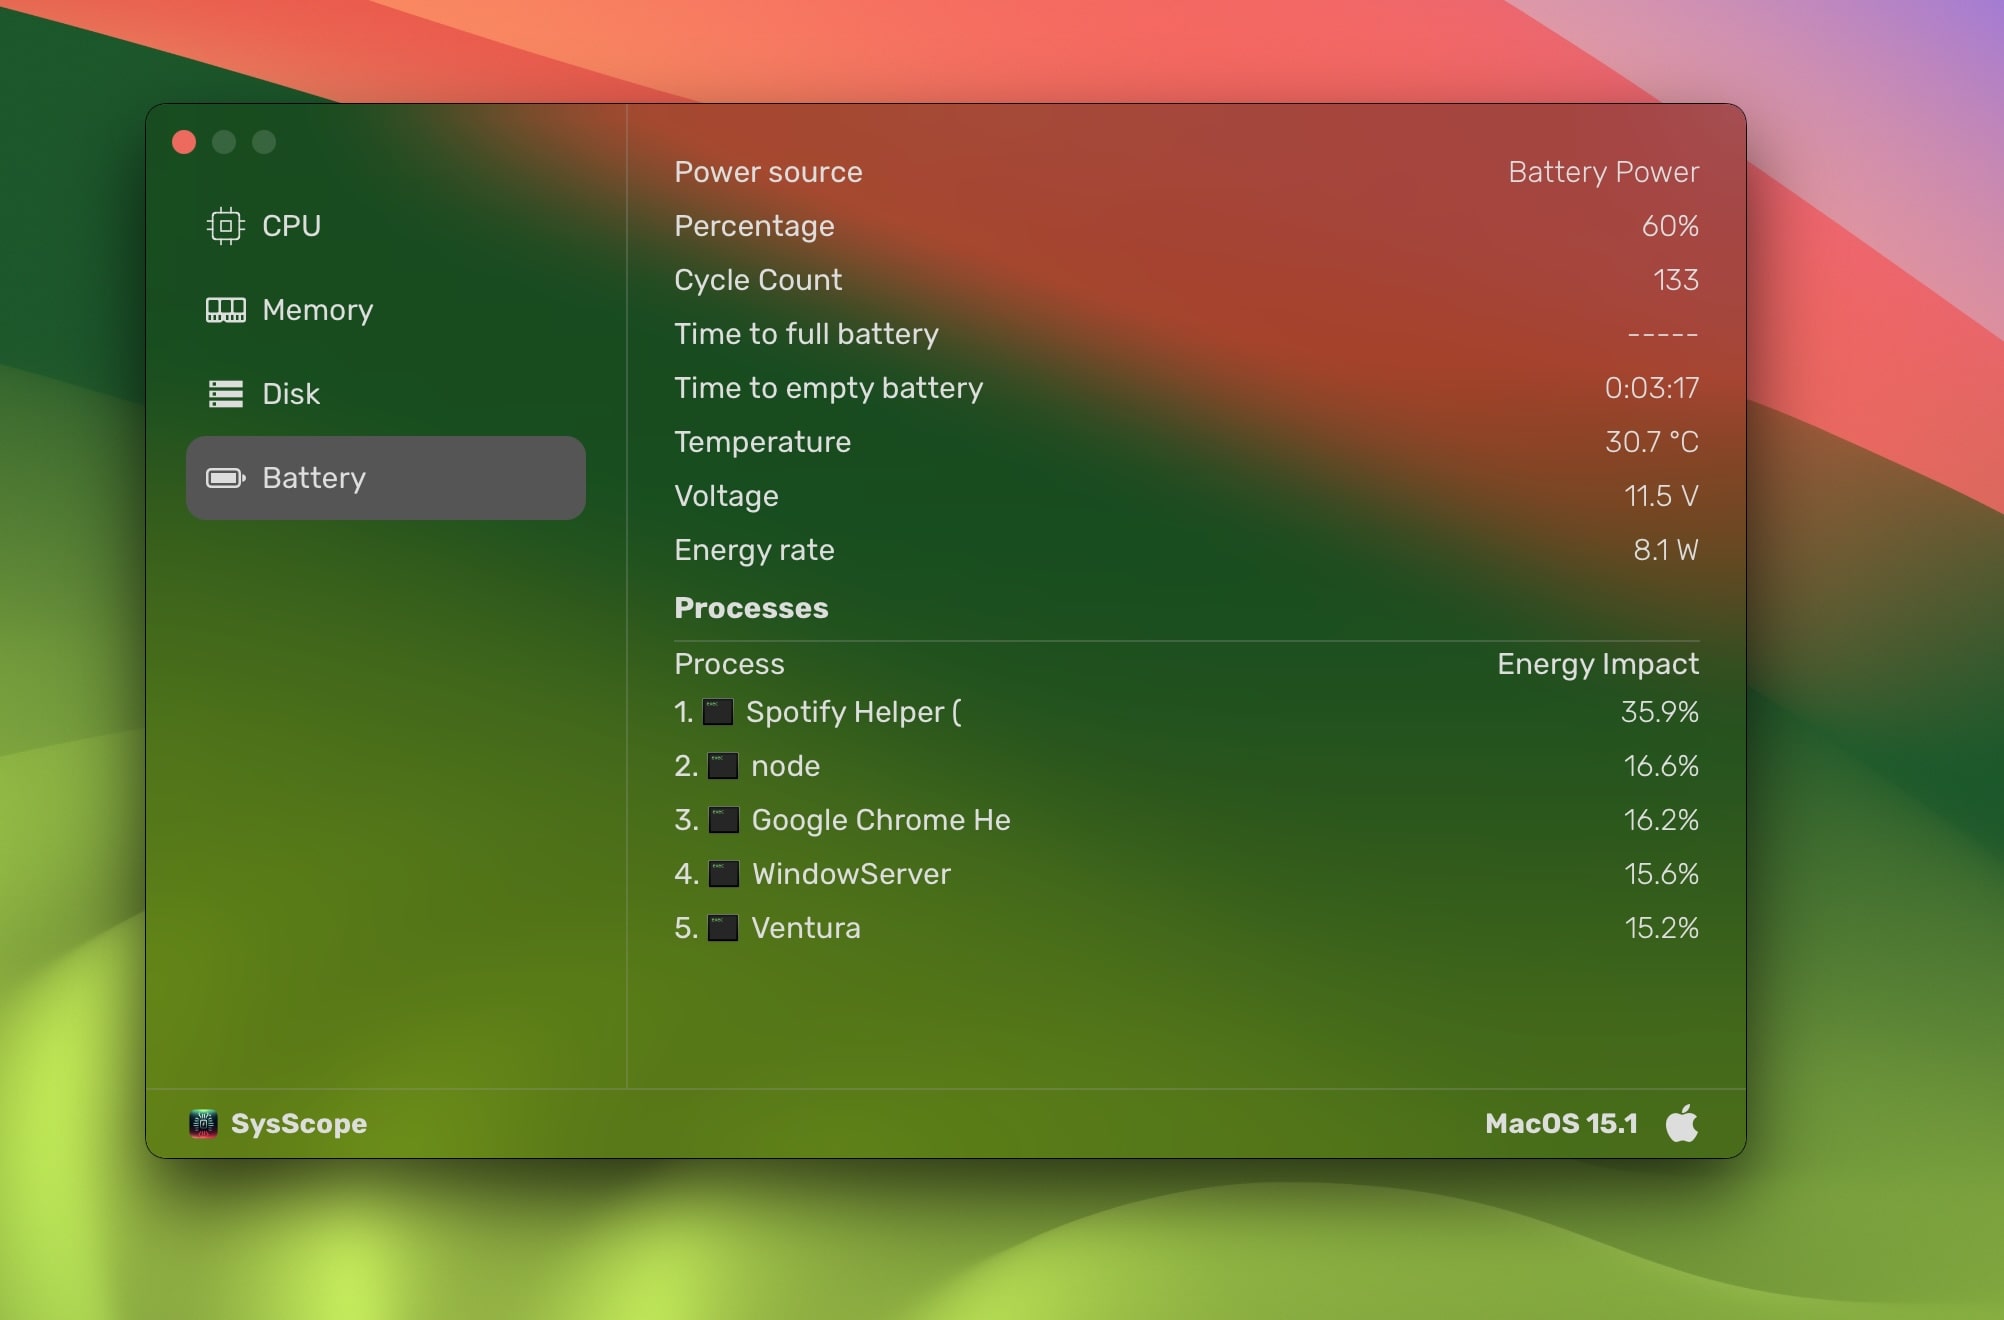 CPU
Memory
Disk
Battery
Power source Battery Power
Percentage 60%
Cycle Count 133
Time to full battery -----
Time to empty battery 0:03:17
Temperature 30.7 °C
Voltage 11.5 V
Energy rate 8.1 W
Processes
Process Energy Impact
1. Spotify Helper ( 35.9%
2. node 16.6%
3. Google Chrome He 16.2%
4. WindowServer 15.6%
5. Ventura 15.2%
SysScope MacOS 15.1